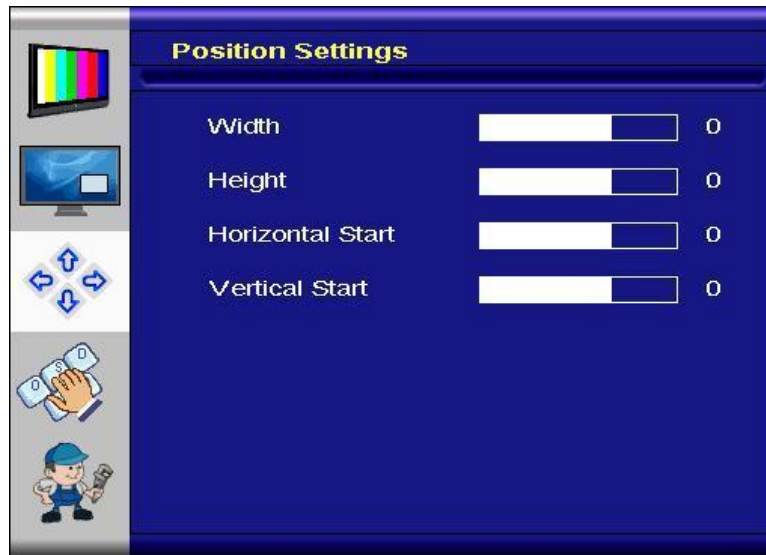 Position Settings
Width 0
Height 0
Horizontal Start 0
Vertical Start 0
O S D